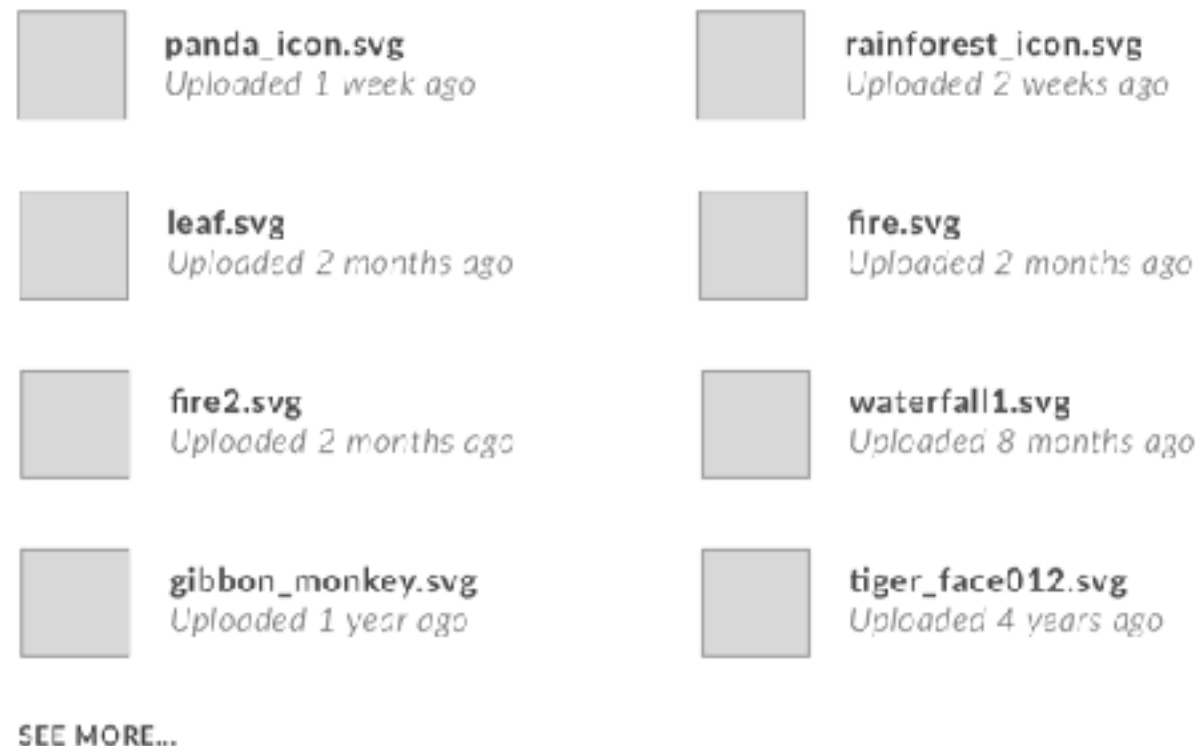 panda_icon.svg
Uploaded 1 week ago
rainforest_icon.svg
Uploaded 2 weeks ago
leaf.svg
Uploaded 2 months ago
fire.svg
Uploaded 2 months ago
fire2.svg
Uploaded 2 months ago
waterfall1.svg
Uploaded 8 months ago
gibbon_monkey.svg
Uploaded 1 year ago
tiger_face012.svg
Uploaded 4 years ago
SEE MORE...